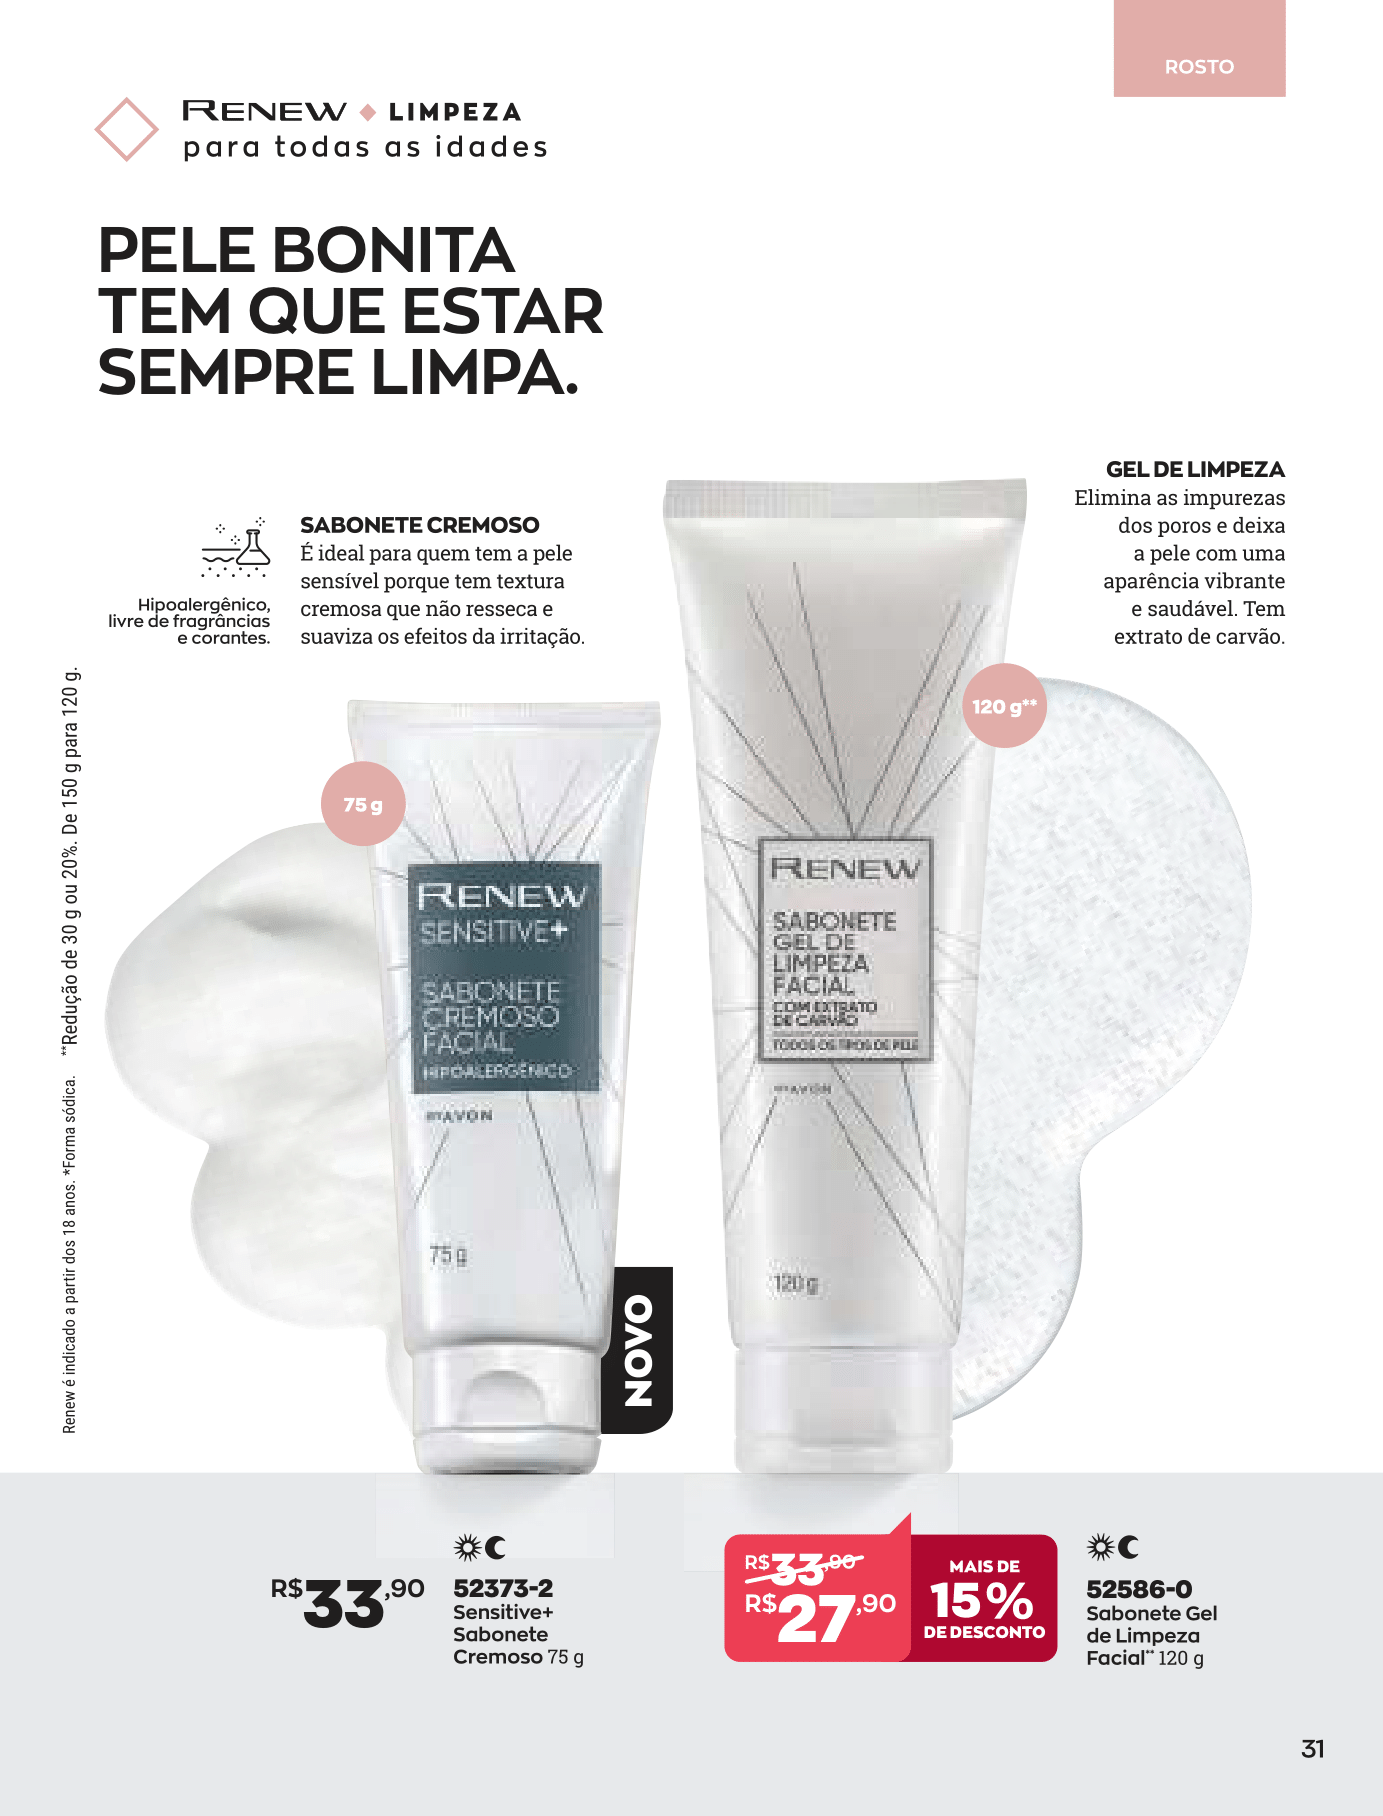 ROSTO
RENEW LIMPEZA
para todas as idades
PELE BONITA
TEM QUE ESTAR
SEMPRE LIMPA.
Hipoalergênico,
livre de fragrâncias
e corantes.
SABONETE CREMOSO
É ideal para quem tem a pele
sensível porque tem textura
cremosa que não resseca e
suaviza os efeitos da irritação.
GEL DE LIMPEZA
Elimina as impurezas
dos poros e deixa
a pele com uma
aparência vibrante
e saudável. Tem
extrato de carvão.
75 g
RENEW
SENSITIVE+
SABONETE
CREMOSO
FACIAL
HIPOALERGÊNICO
BY AVON
75 g
NOVO
120 g**
RENEW
SABONETE
GEL DE
LIMPEZA
FACIAL
COM EXTRATO
DE CARVÃO
TODOS OS TIPOS DE PELE
BY AVON
120 g
Renew é indicado a partir dos 18 anos. *Forma sódica. **Redução de 30 g ou 20%. De 150 g para 120 g.
R$33,90
52373-2
Sensitive+
Sabonete
Cremoso 75 g
R$33,90
R$27,90
MAIS DE
15%
DE DESCONTO
52586-0
Sabonete Gel
de Limpeza
Facial** 120 g
31